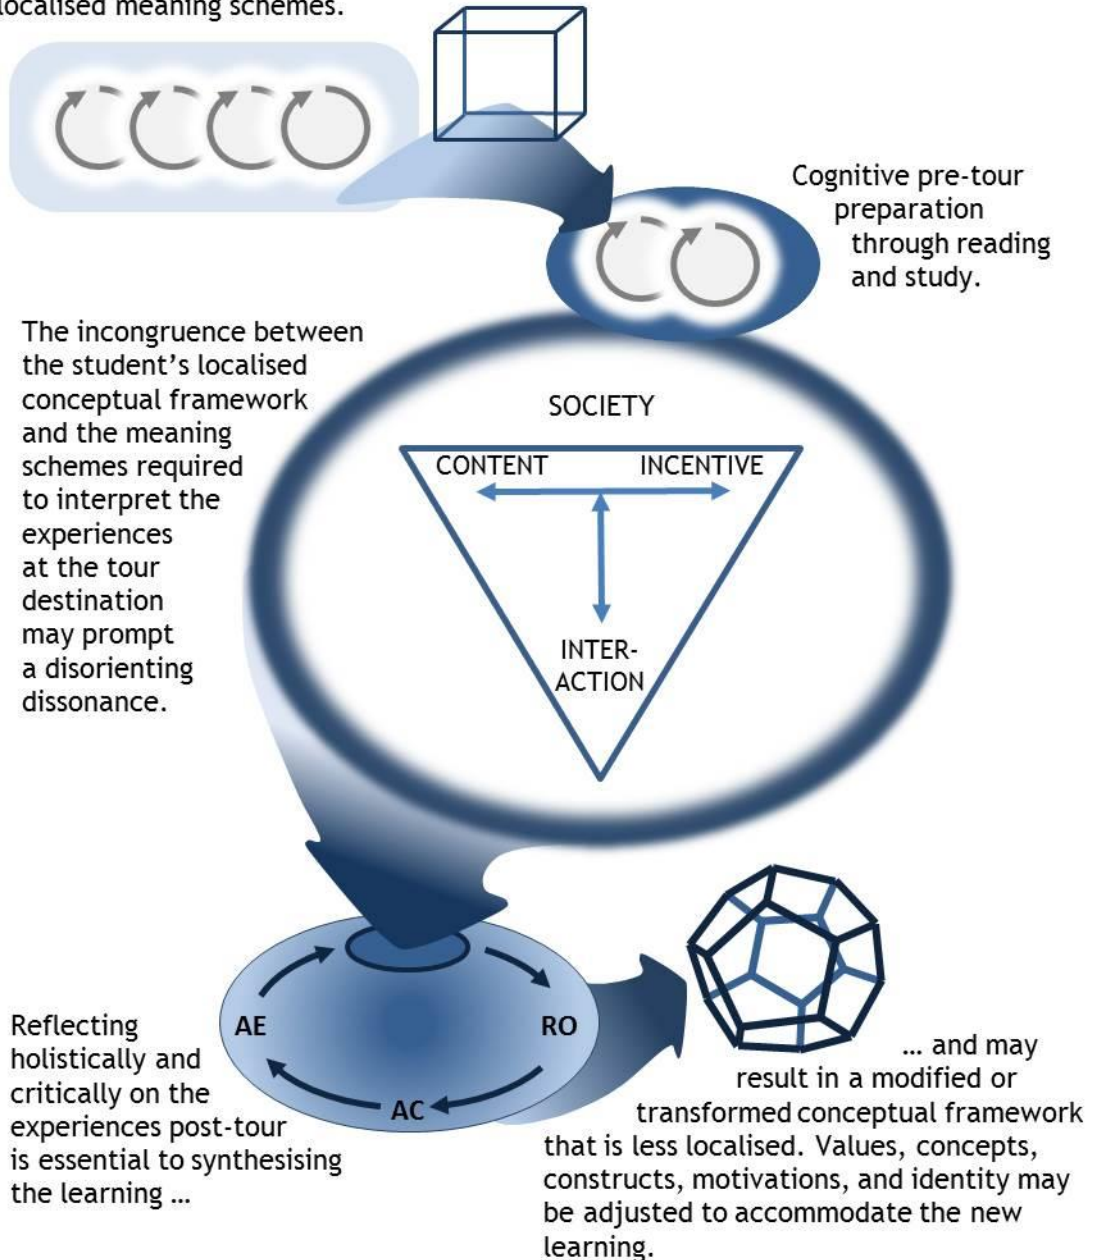 localised meaning schemes.
Cognitive pre-tour
preparation
through reading
and study.
The incongruence between
the student’s localised
conceptual framework
and the meaning
schemes required
to interpret the
experiences
at the tour
destination
may prompt
a disorienting
dissonance.
SOCIETY
CONTENT INCENTIVE
INTER-
ACTION
AE RO
AC
Reflecting
holistically and
critically on the
experiences post-tour
is essential to synthesising
the learning …
… and may
result in a modified or
transformed conceptual framework
that is less localised. Values, concepts,
constructs, motivations, and identity may
be adjusted to accommodate the new
learning.